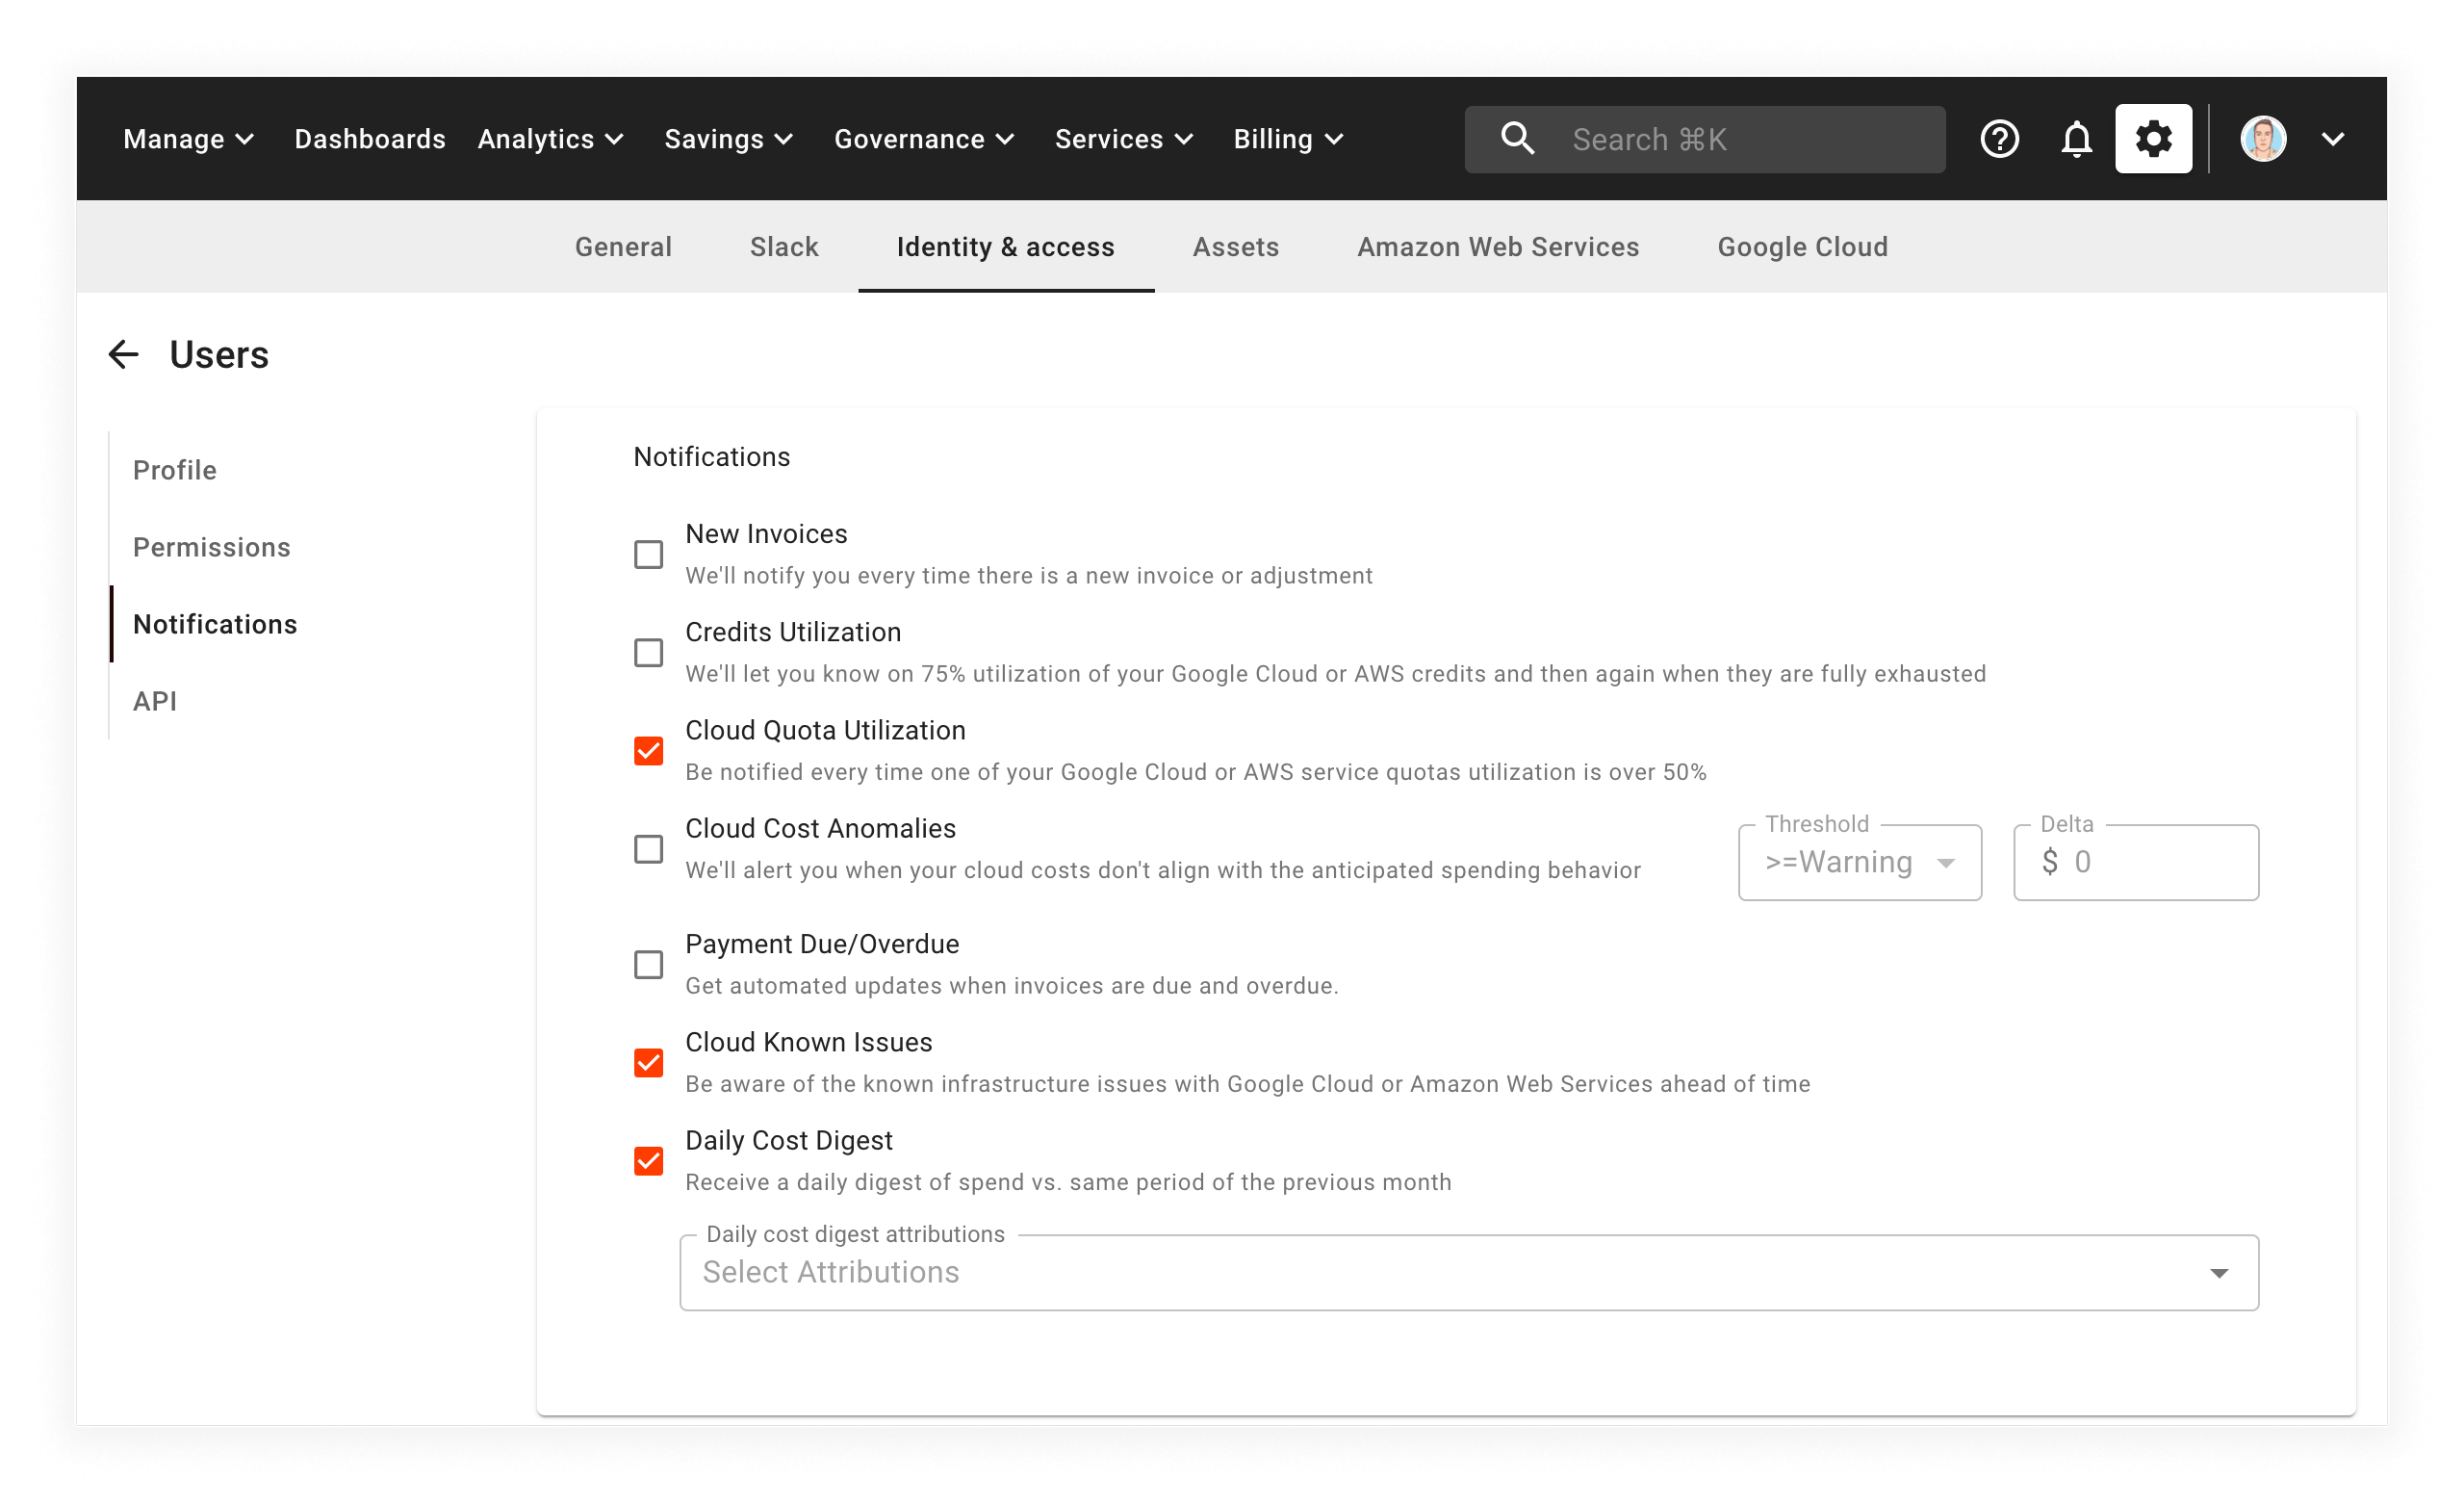 Manage Dashboards Analytics Savings Governance Services Billing Search ⌘K
General Slack Identity & access Assets Amazon Web Services Google Cloud
Users
Profile
Permissions
Notifications
API
Notifications
New Invoices
We'll notify you every time there is a new invoice or adjustment
Credits Utilization
We'll let you know on 75% utilization of your Google Cloud or AWS credits and then again when they are fully exhausted
Cloud Quota Utilization
Be notified every time one of your Google Cloud or AWS service quotas utilization is over 50%
Cloud Cost Anomalies
We'll alert you when your cloud costs don't align with the anticipated spending behavior
Threshold
>=Warning
Delta
$ 0
Payment Due/Overdue
Get automated updates when invoices are due and overdue.
Cloud Known Issues
Be aware of the known infrastructure issues with Google Cloud or Amazon Web Services ahead of time
Daily Cost Digest
Receive a daily digest of spend vs. same period of the previous month
Daily cost digest attributions
Select Attributions